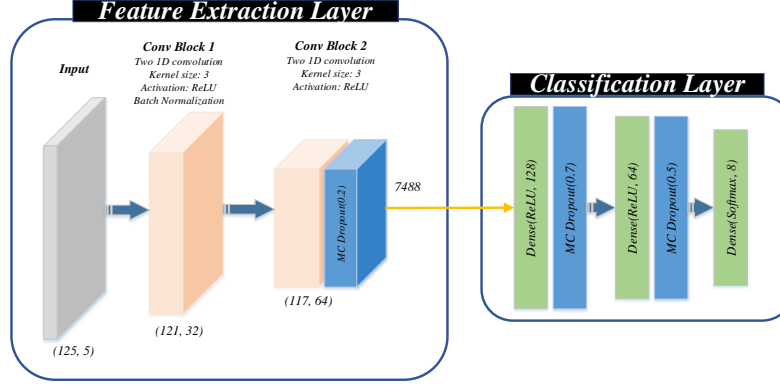 Feature Extraction Layer
Input
Conv Block 1
Two 1D convolution
Kernel size: 3
Activation: ReLU
Batch Normalization
Conv Block 2
Two 1D convolution
Kernel size: 3
Activation: ReLU
MC Dropout(0.2)
(125, 5)
(121, 32)
(117, 64)
7488
Classification Layer
Dense(ReLU, 128)
MC Dropout(0.7)
Dense(ReLU, 64)
MC Dropout(0.5)
Dense(Softmax, 8)